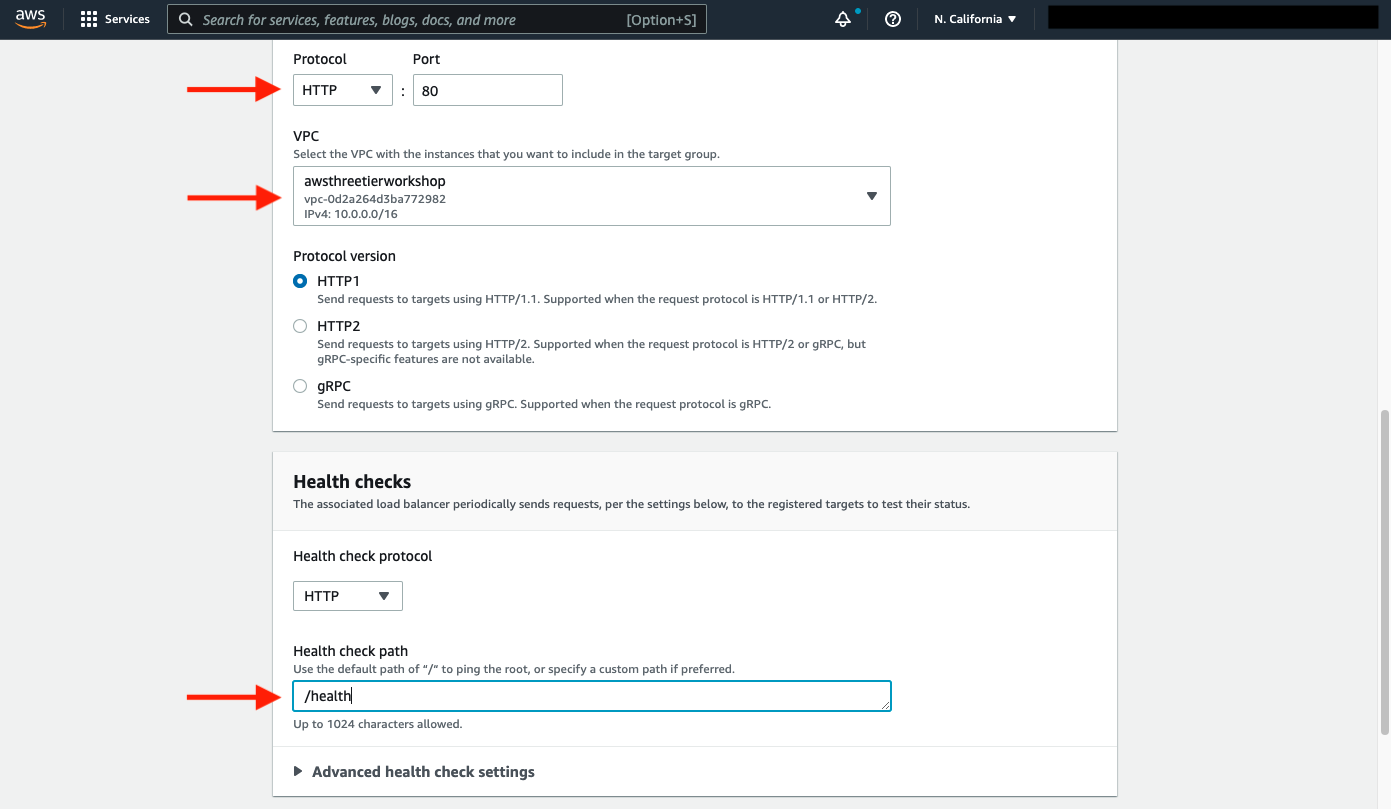 aws
Services
Search for services, features, blogs, docs, and more
[Option+S]
N. California
Protocol
Port
HTTP
:
80
VPC
Select the VPC with the instances that you want to include in the target group.
awsthreetierworkshop
vpc-0d2a264d3ba772982
IPv4: 10.0.0.0/16
Protocol version
HTTP1
Send requests to targets using HTTP/1.1. Supported when the request protocol is HTTP/1.1 or HTTP/2.
HTTP2
Send requests to targets using HTTP/2. Supported when the request protocol is HTTP/2 or gRPC, but
gRPC-specific features are not available.
gRPC
Send requests to targets using gRPC. Supported when the request protocol is gRPC.
Health checks
The associated load balancer periodically sends requests, per the settings below, to the registered targets to test their status.
Health check protocol
HTTP
Health check path
Use the default path of “/” to ping the root, or specify a custom path if preferred.
/health
Up to 1024 characters allowed.
Advanced health check settings